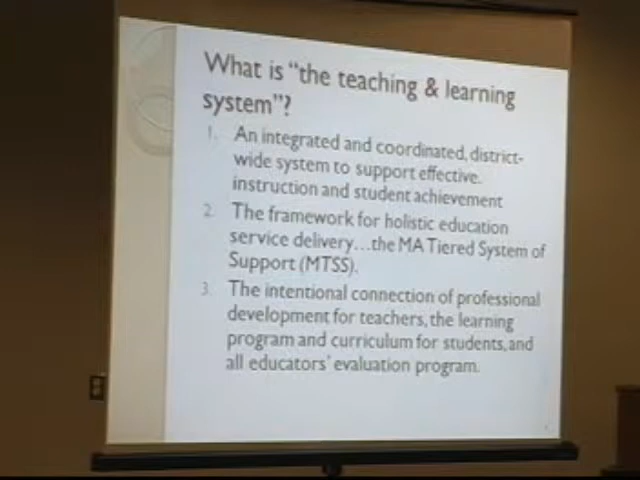 What is "the teaching & learning
system"?
1. An integrated and coordinated, district-
wide system to support effective.
instruction and student achievement
2. The framework for holistic education
service delivery...the MA Tiered System of
Support (MTSS).
3. The intentional connection of professional
development for teachers, the learning
program and curriculum for students, and
all educators' evaluation program.